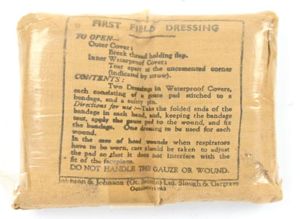 FIRST FIELD DRESSING
TO OPEN—
Outer Cover:
Break thread holding flap.
Inner Waterproof Cover:
Tear apart at the uncemented corner
(indicated by arrow).
CONTENTS:
Two Dressings in Waterproof Covers,
each consisting of a gauze pad stitched to a
bandage, and a safety pin.
Directions for use:—Take the folded ends of the
bandage in each hand, and, keeping the bandage
taut, apply the gauze pad to the wound, and fix
the bandage. One dressing to be used for each
wound.
In the case of head wounds when respirators
have to be worn, care should be taken to adjust
the pad so that it does not interfere with the
fit of the facepiece.
DO NOT HANDLE THE GAUZE OR WOUND.
Johnson & Johnson (Gt. Britain) Ltd. Slough & Gargrave